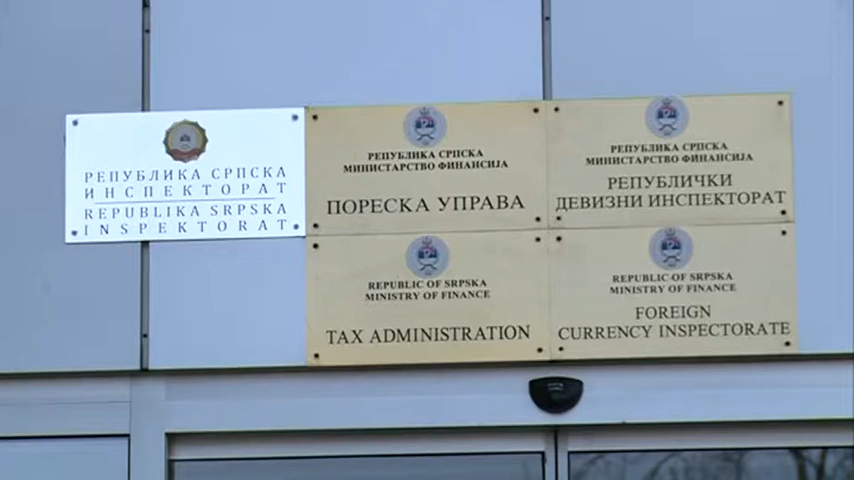 РЕПУБЛИКА СРПСКА
ИНСПЕКТОРАТ
REPUBLIKA SRPSKA
INSPEKTORAT
РЕПУБЛИКА СРПСКА
МИНИСТАРСТВО ФИНАНСИЈА
ПОРЕСКА УПРАВА
РЕПУБЛИКА СРПСКА
МИНИСТАРСТВО ФИНАНСИЈА
РЕПУБЛИЧКИ
ДЕВИЗНИ ИНСПЕКТОРАТ
REPUBLIC OF SRPSKA
MINISTRY OF FINANCE
TAX ADMINISTRATION
REPUBLIC OF SRPSKA
MINISTRY OF FINANCE
FOREIGN
CURRENCY INSPECTORATE